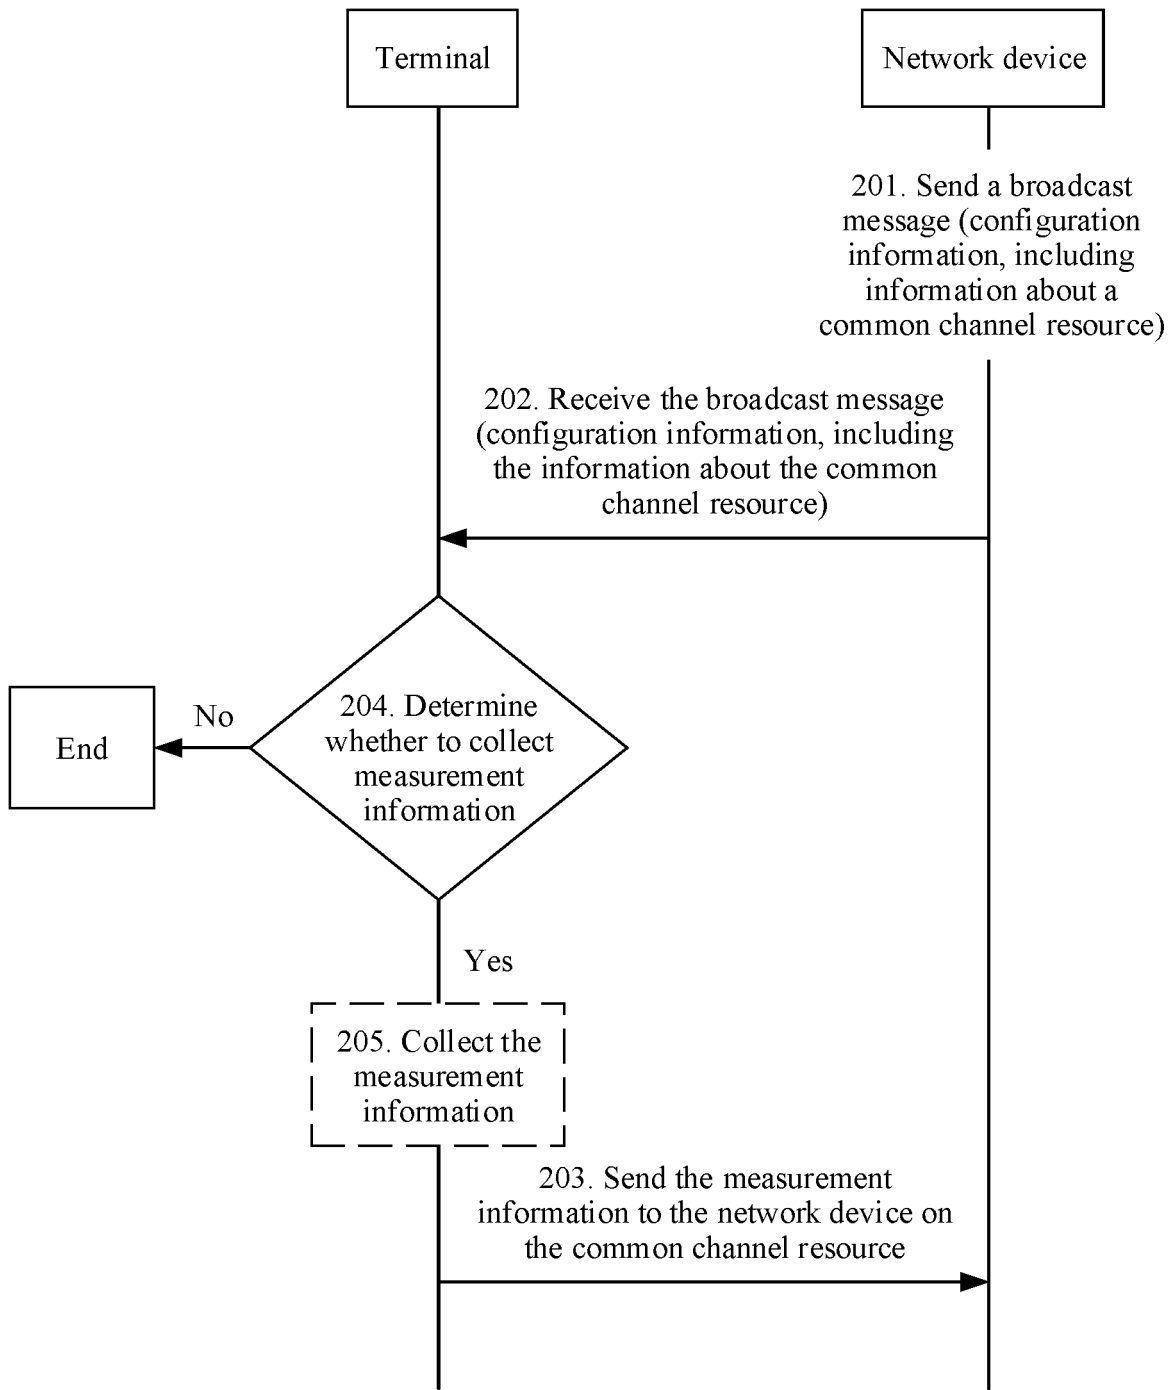 Terminal
Network device
201. Send a broadcast
message (configuration
information, including
information about a
common channel resource)
202. Receive the broadcast message
(configuration information, including
the information about the common
channel resource)
204. Determine
whether to collect
measurement
information
No
End
Yes
205. Collect the
measurement
information
203. Send the measurement
information to the network device on
the common channel resource